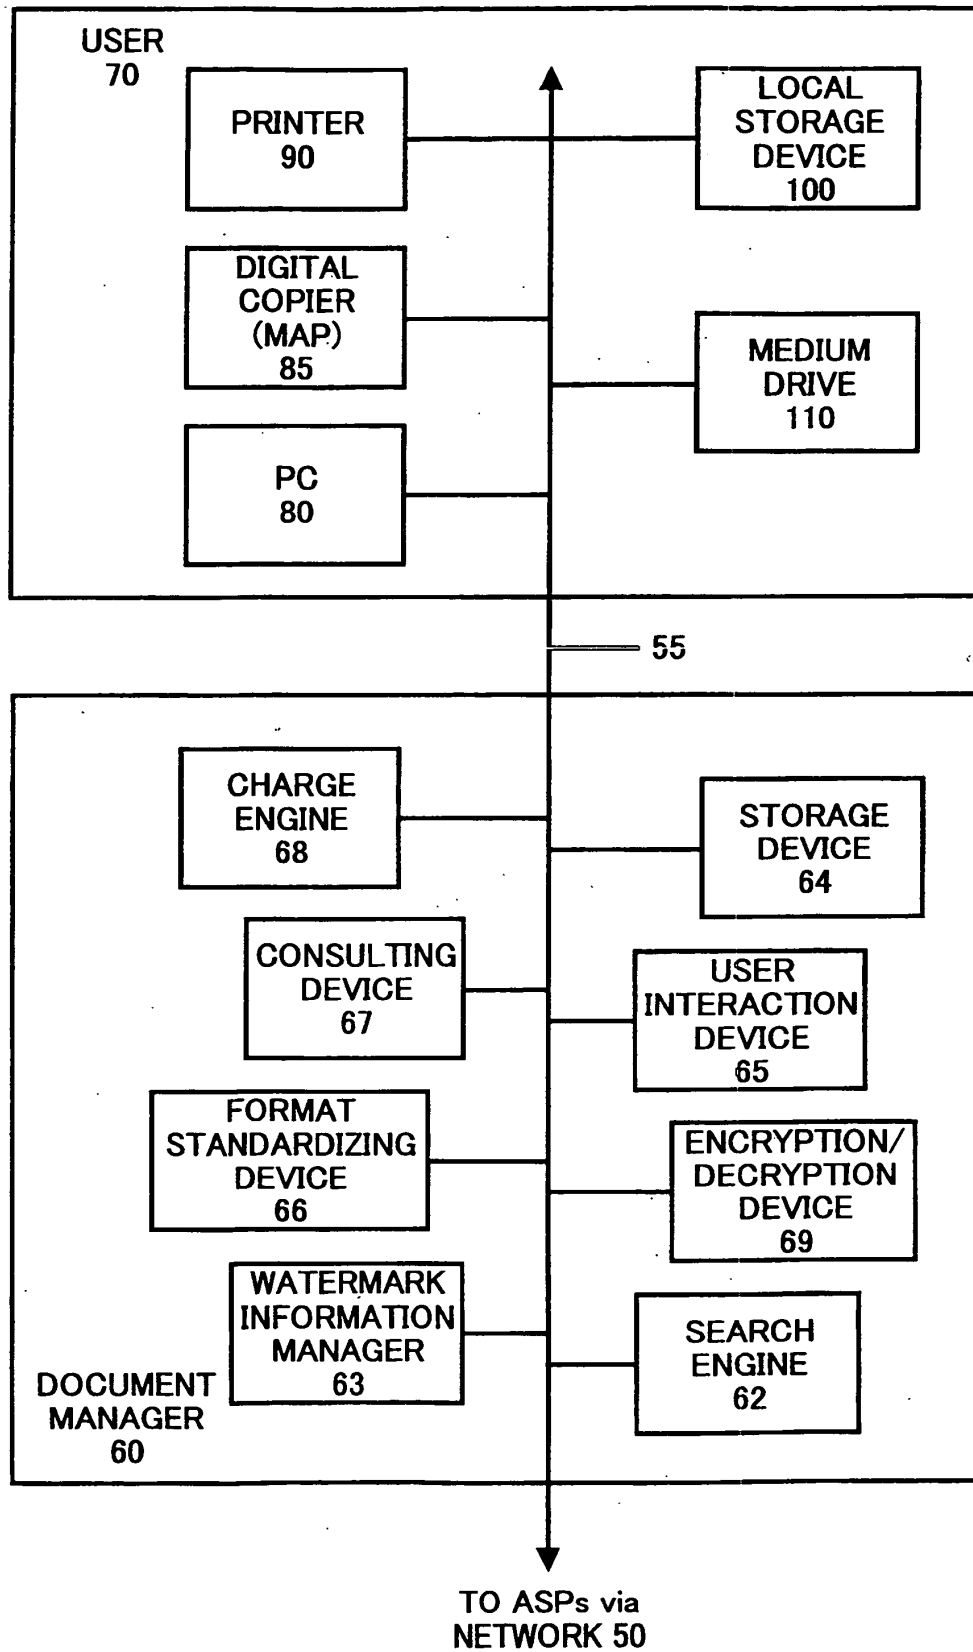 USER
70
PRINTER
90
LOCAL
STORAGE
DEVICE
100
DIGITAL
COPIER
(MAP)
85
MEDIUM
DRIVE
110
PC
80
55
CHARGE
ENGINE
68
STORAGE
DEVICE
64
CONSULTING
DEVICE
67
USER
INTERACTION
DEVICE
65
FORMAT
STANDARDIZING
DEVICE
66
ENCRYPTION/
DECRYPTION
DEVICE
69
WATERMARK
INFORMATION
MANAGER
63
SEARCH
ENGINE
62
DOCUMENT
MANAGER
60
TO ASPs via
NETWORK 50